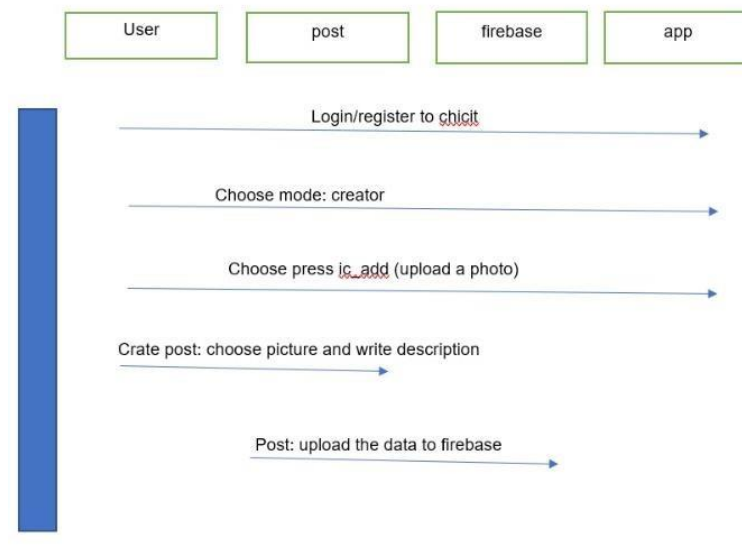 User
post
firebase
app
Login/register to chicit
Choose mode: creator
Choose press ic_add (upload a photo)
Crate post: choose picture and write description
Post: upload the data to firebase